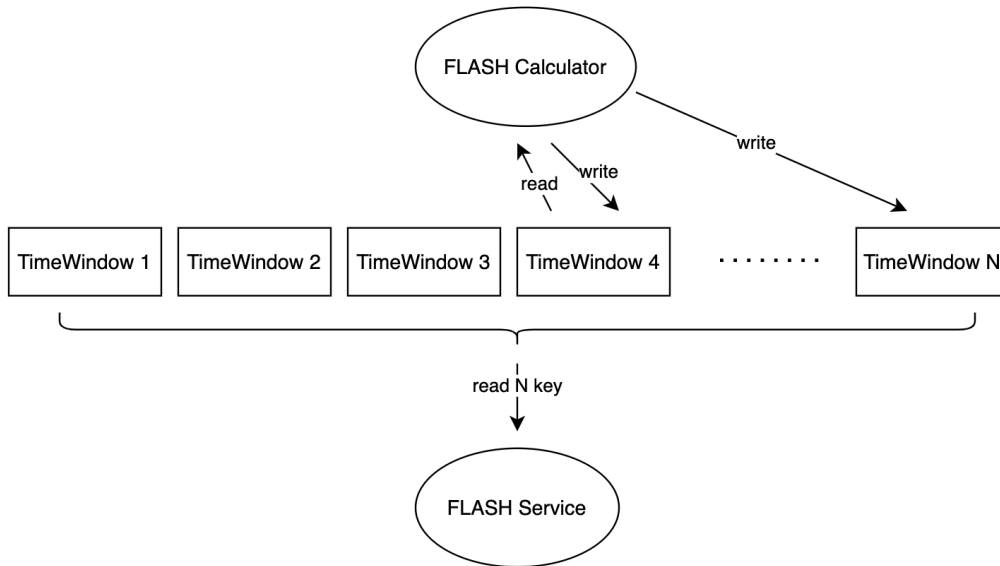 FLASH Calculator
write
write
read
TimeWindow 1
TimeWindow 2
TimeWindow 3
TimeWindow 4
........
TimeWindow N
read N key
FLASH Service